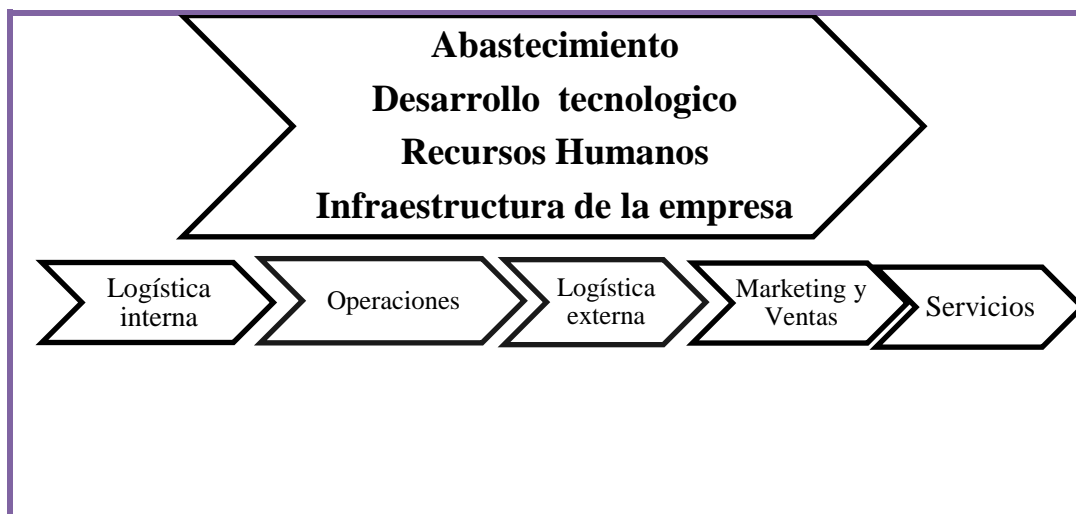 Abastecimiento
Desarrollo tecnologico
Recursos Humanos
Infraestructura de la empresa
Logística
interna
Operaciones
Logística
externa
Marketing y
Ventas
Servicios